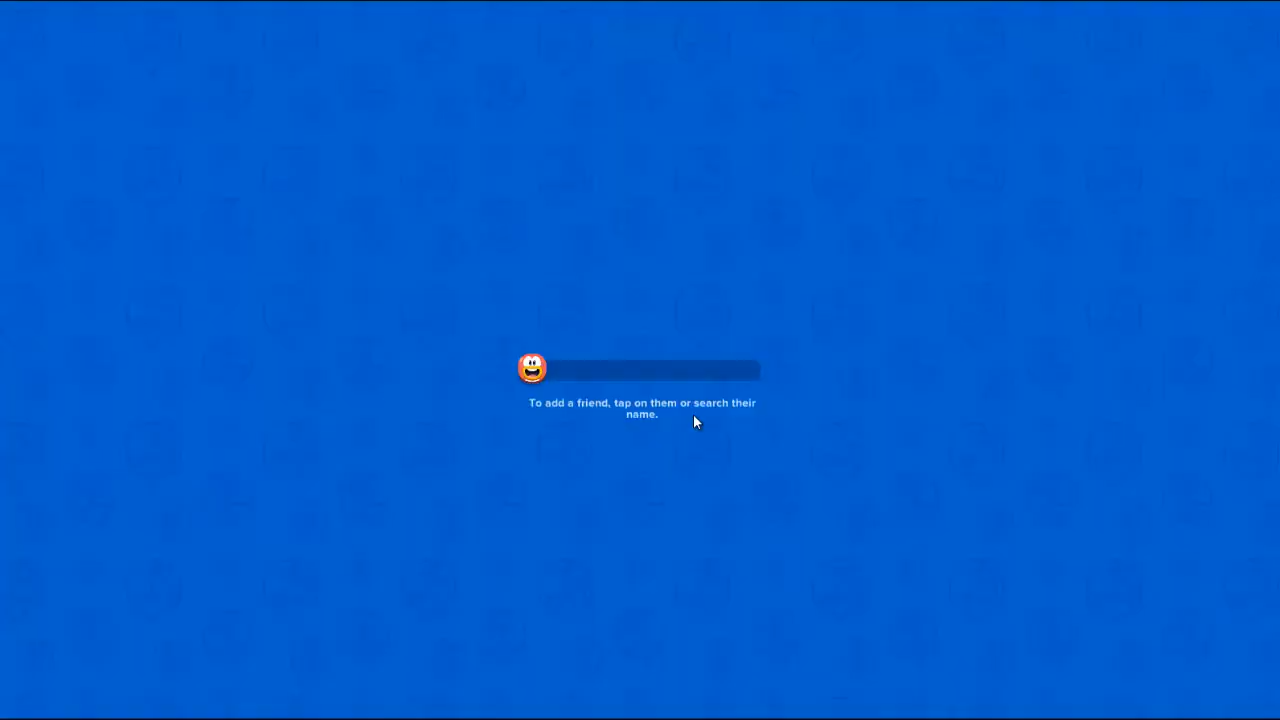 To add a friend, tap on them or search their
name.